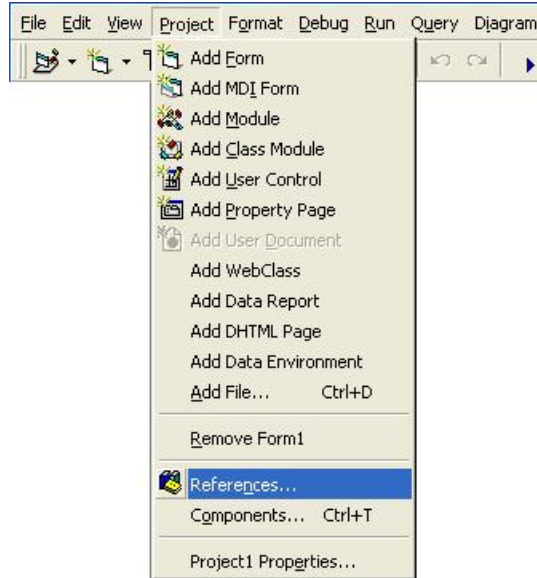 File Edit View Project Format Debug Run Query Diagram
Add Form
Add MDI Form
Add Module
Add Class Module
Add User Control
Add Property Page
Add User Document
Add WebClass
Add Data Report
Add DHTML Page
Add Data Environment
Add File... Ctrl+D
Remove Form1
References...
Components... Ctrl+T
Project1 Properties...